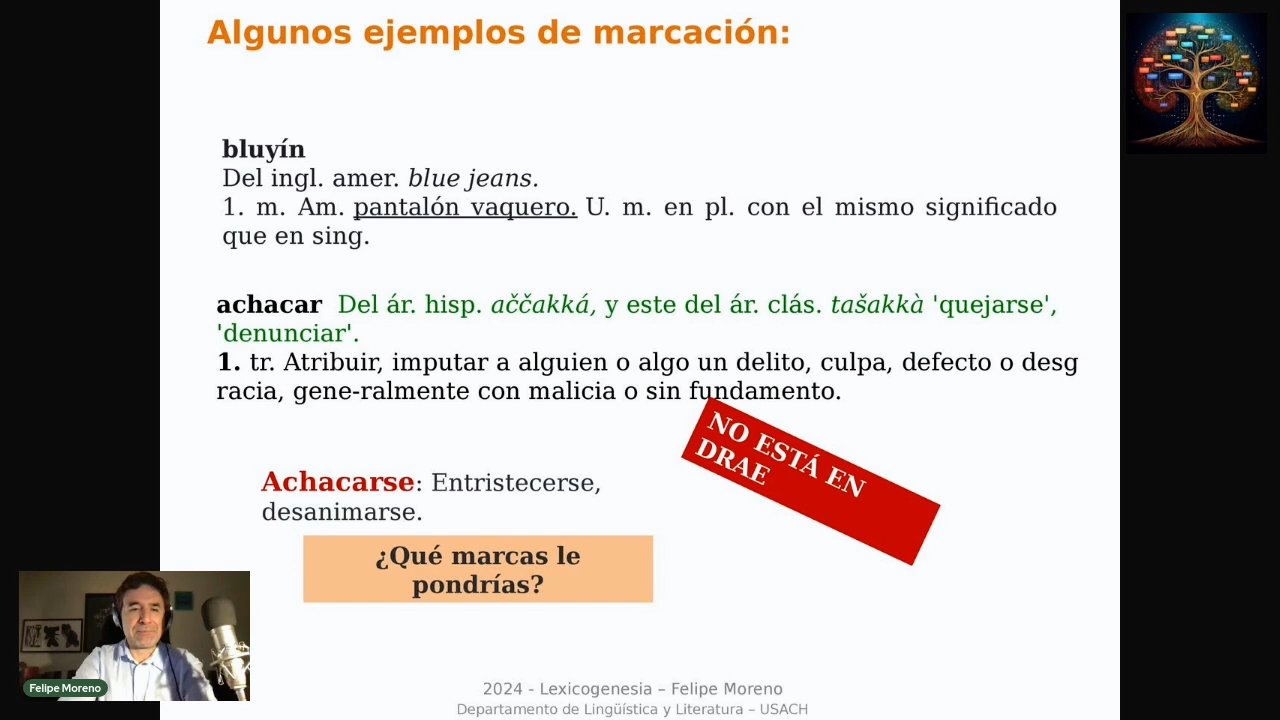 Algunos ejemplos de marcación:
bluyín
Del ingl. amer. blue jeans.
1. m. Am. pantalón vaquero. U. m. en pl. con el mismo significado
que en sing.
achacar Del ár. hisp. aččakká, y este del ár. clás. tašakkà 'quejarse',
'denunciar'.
1. tr. Atribuir, imputar a alguien o algo un delito, culpa, defecto o desg
racia, gene-ralmente con malicia o sin fundamento.
NO ESTÁ EN
DRAE
Achacarse: Entristecerse,
desanimarse.
¿Qué marcas le
pondrías?
Felipe Moreno
2024 - Lexicogenesia – Felipe Moreno
Departamento de Lingüística y Literatura – USACH